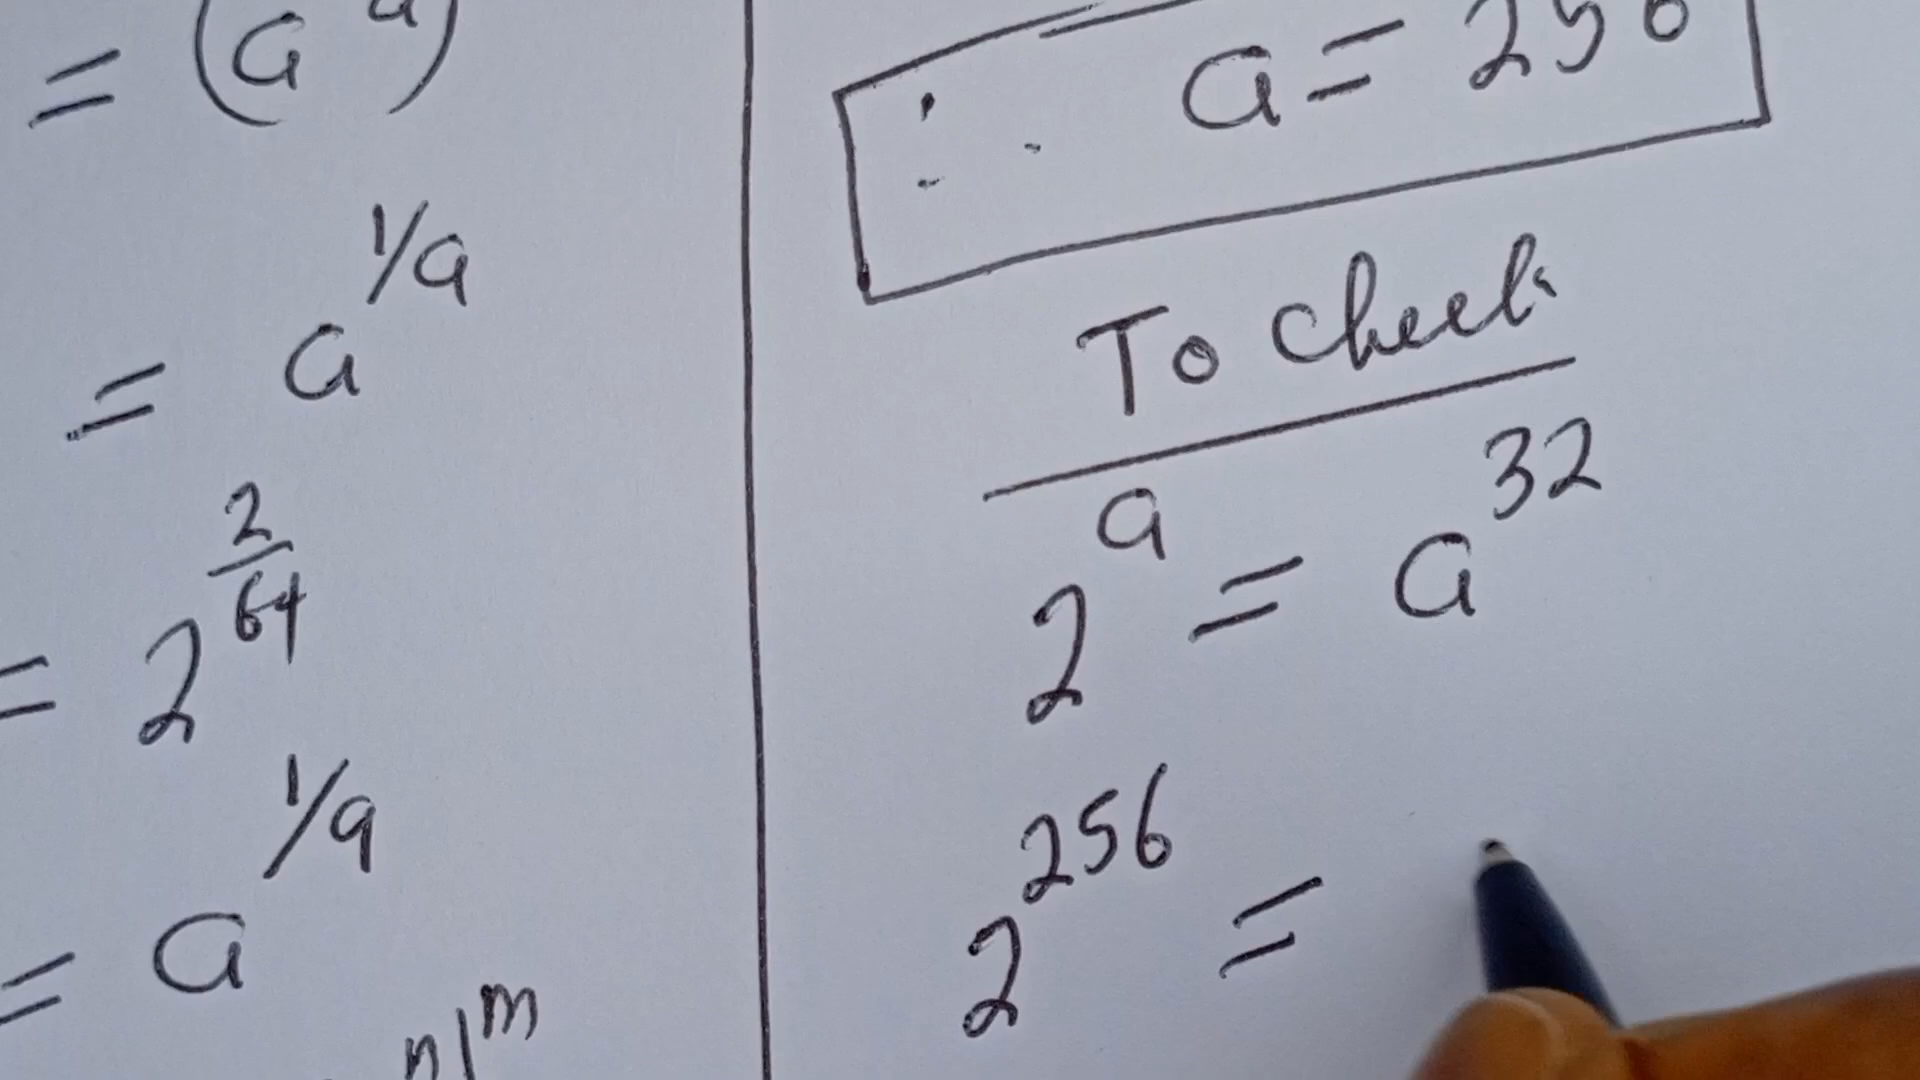 = (a^a)
= a^1/a
= 2^2/64
= a^1/a
n/m
∴ a = 256
To check
2^a = a^32
2^256 =